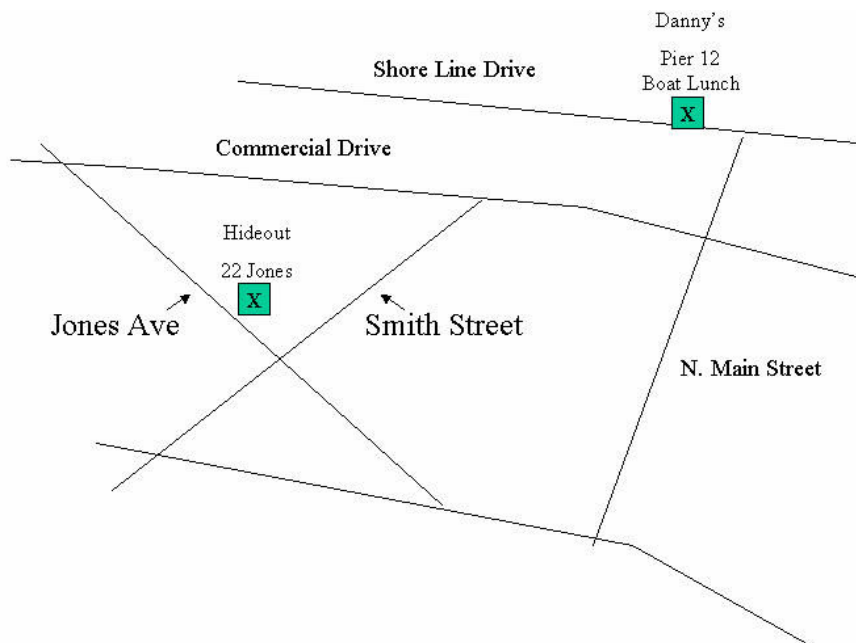 Danny's
Pier 12
Boat Lunch
X
Shore Line Drive
Commercial Drive
Hideout
22 Jones
X
Jones Ave
Smith Street
N. Main Street